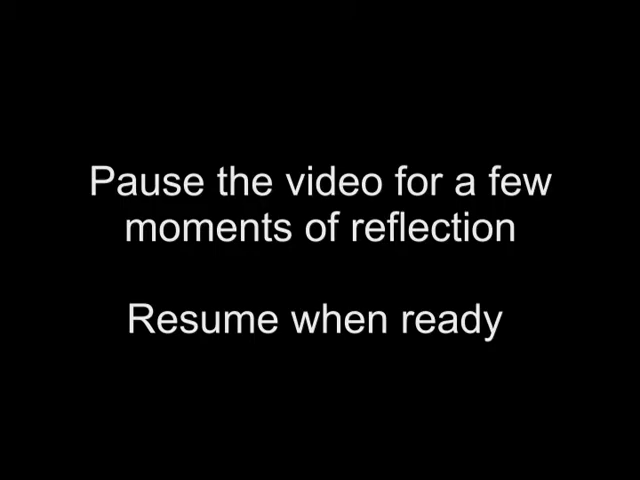 Pause the video for a few
moments of reflection
Resume when ready